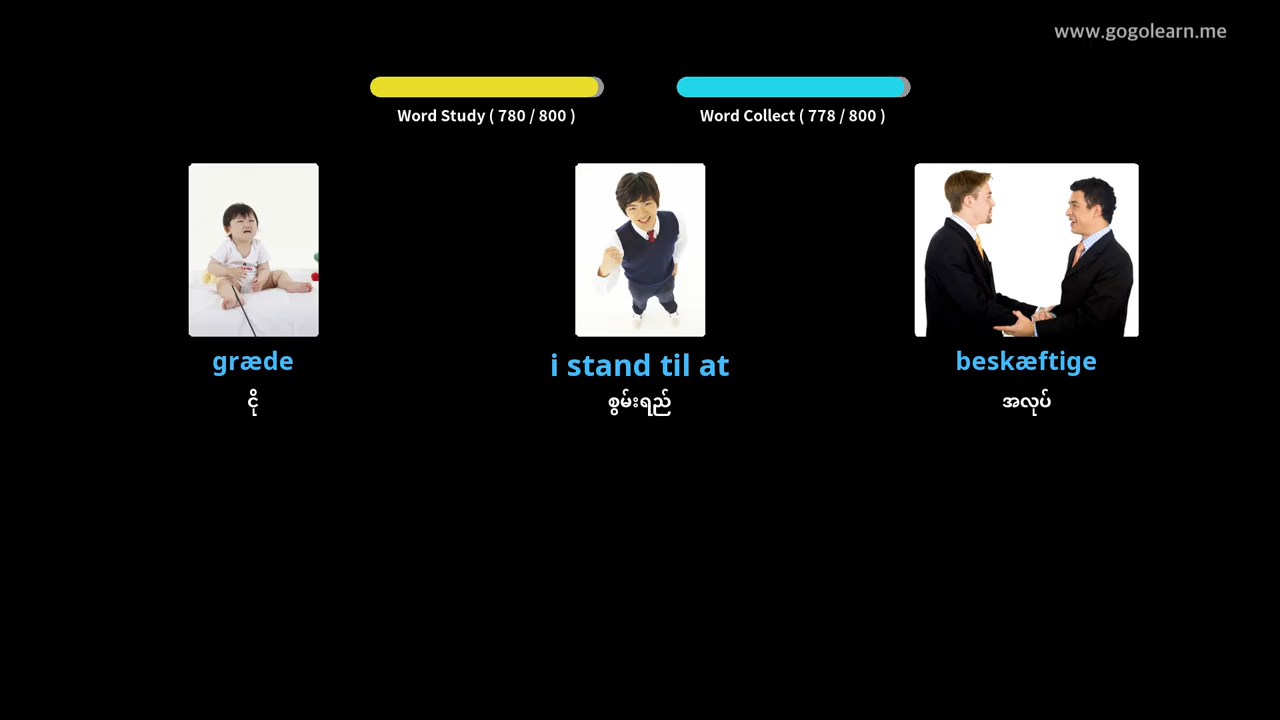 www.gogolearn.me
Word Study ( 780 / 800 )
Word Collect ( 778 / 800 )
græde
i stand til at
beskæftige
ငို
စွမ်းရည်
အလုပ်